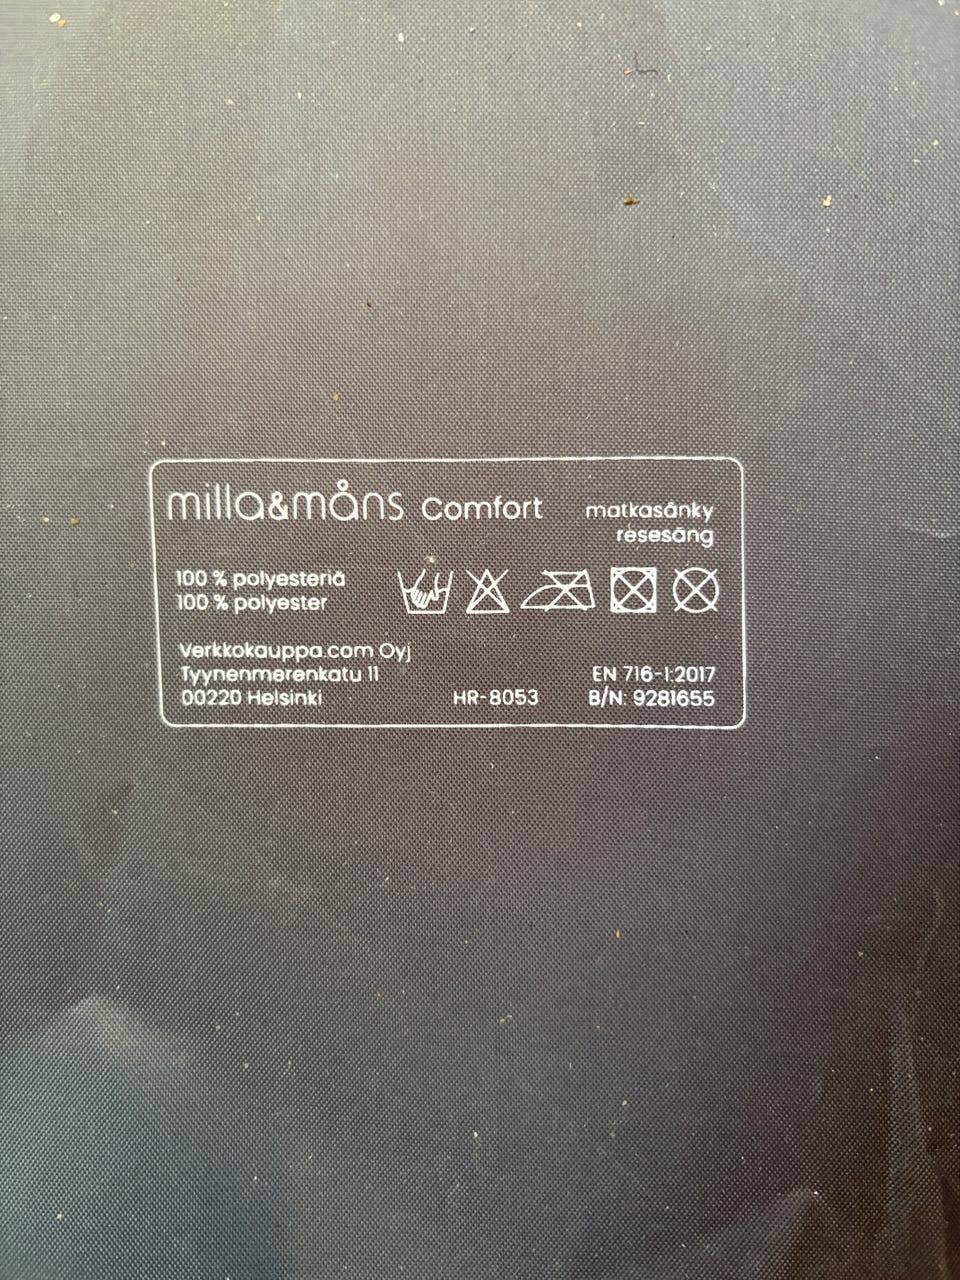 milla&måns Comfort
matkasänky
resesäng
100 % polyesteriä
100 % polyester
Verkkokauppa.com Oyj
Tyynenmerenkatu 11
00220 Helsinki
HR-8053
EN 716-1:2017
B/N: 9281655